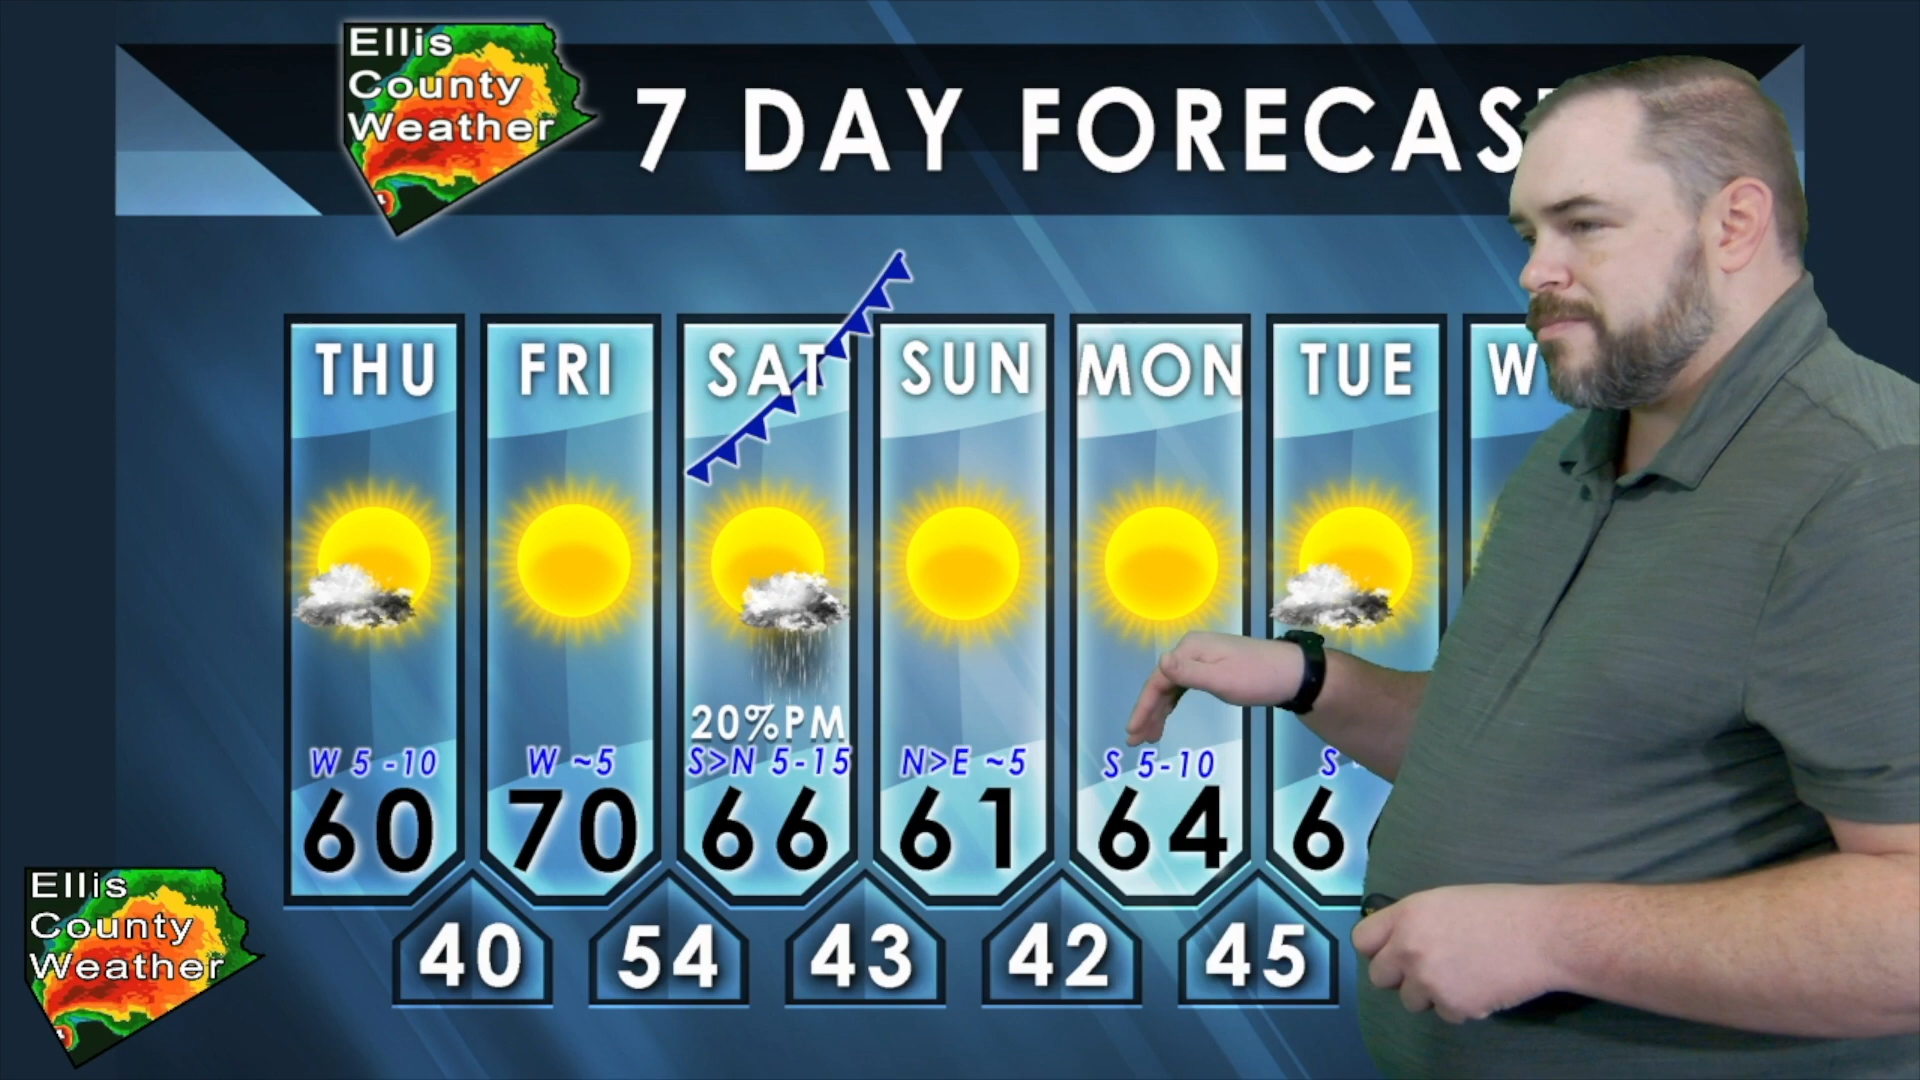 Ellis
County
Weather
7 DAY FORECAS
THU
FRI
SAT
SUN
MON
TUE
W
20%PM
W 5 -10
W ~5
S>N 5-15
N>E ~5
S 5-10
S
60
70
66
61
64
6
40
54
43
42
45
Ellis
County
Weather